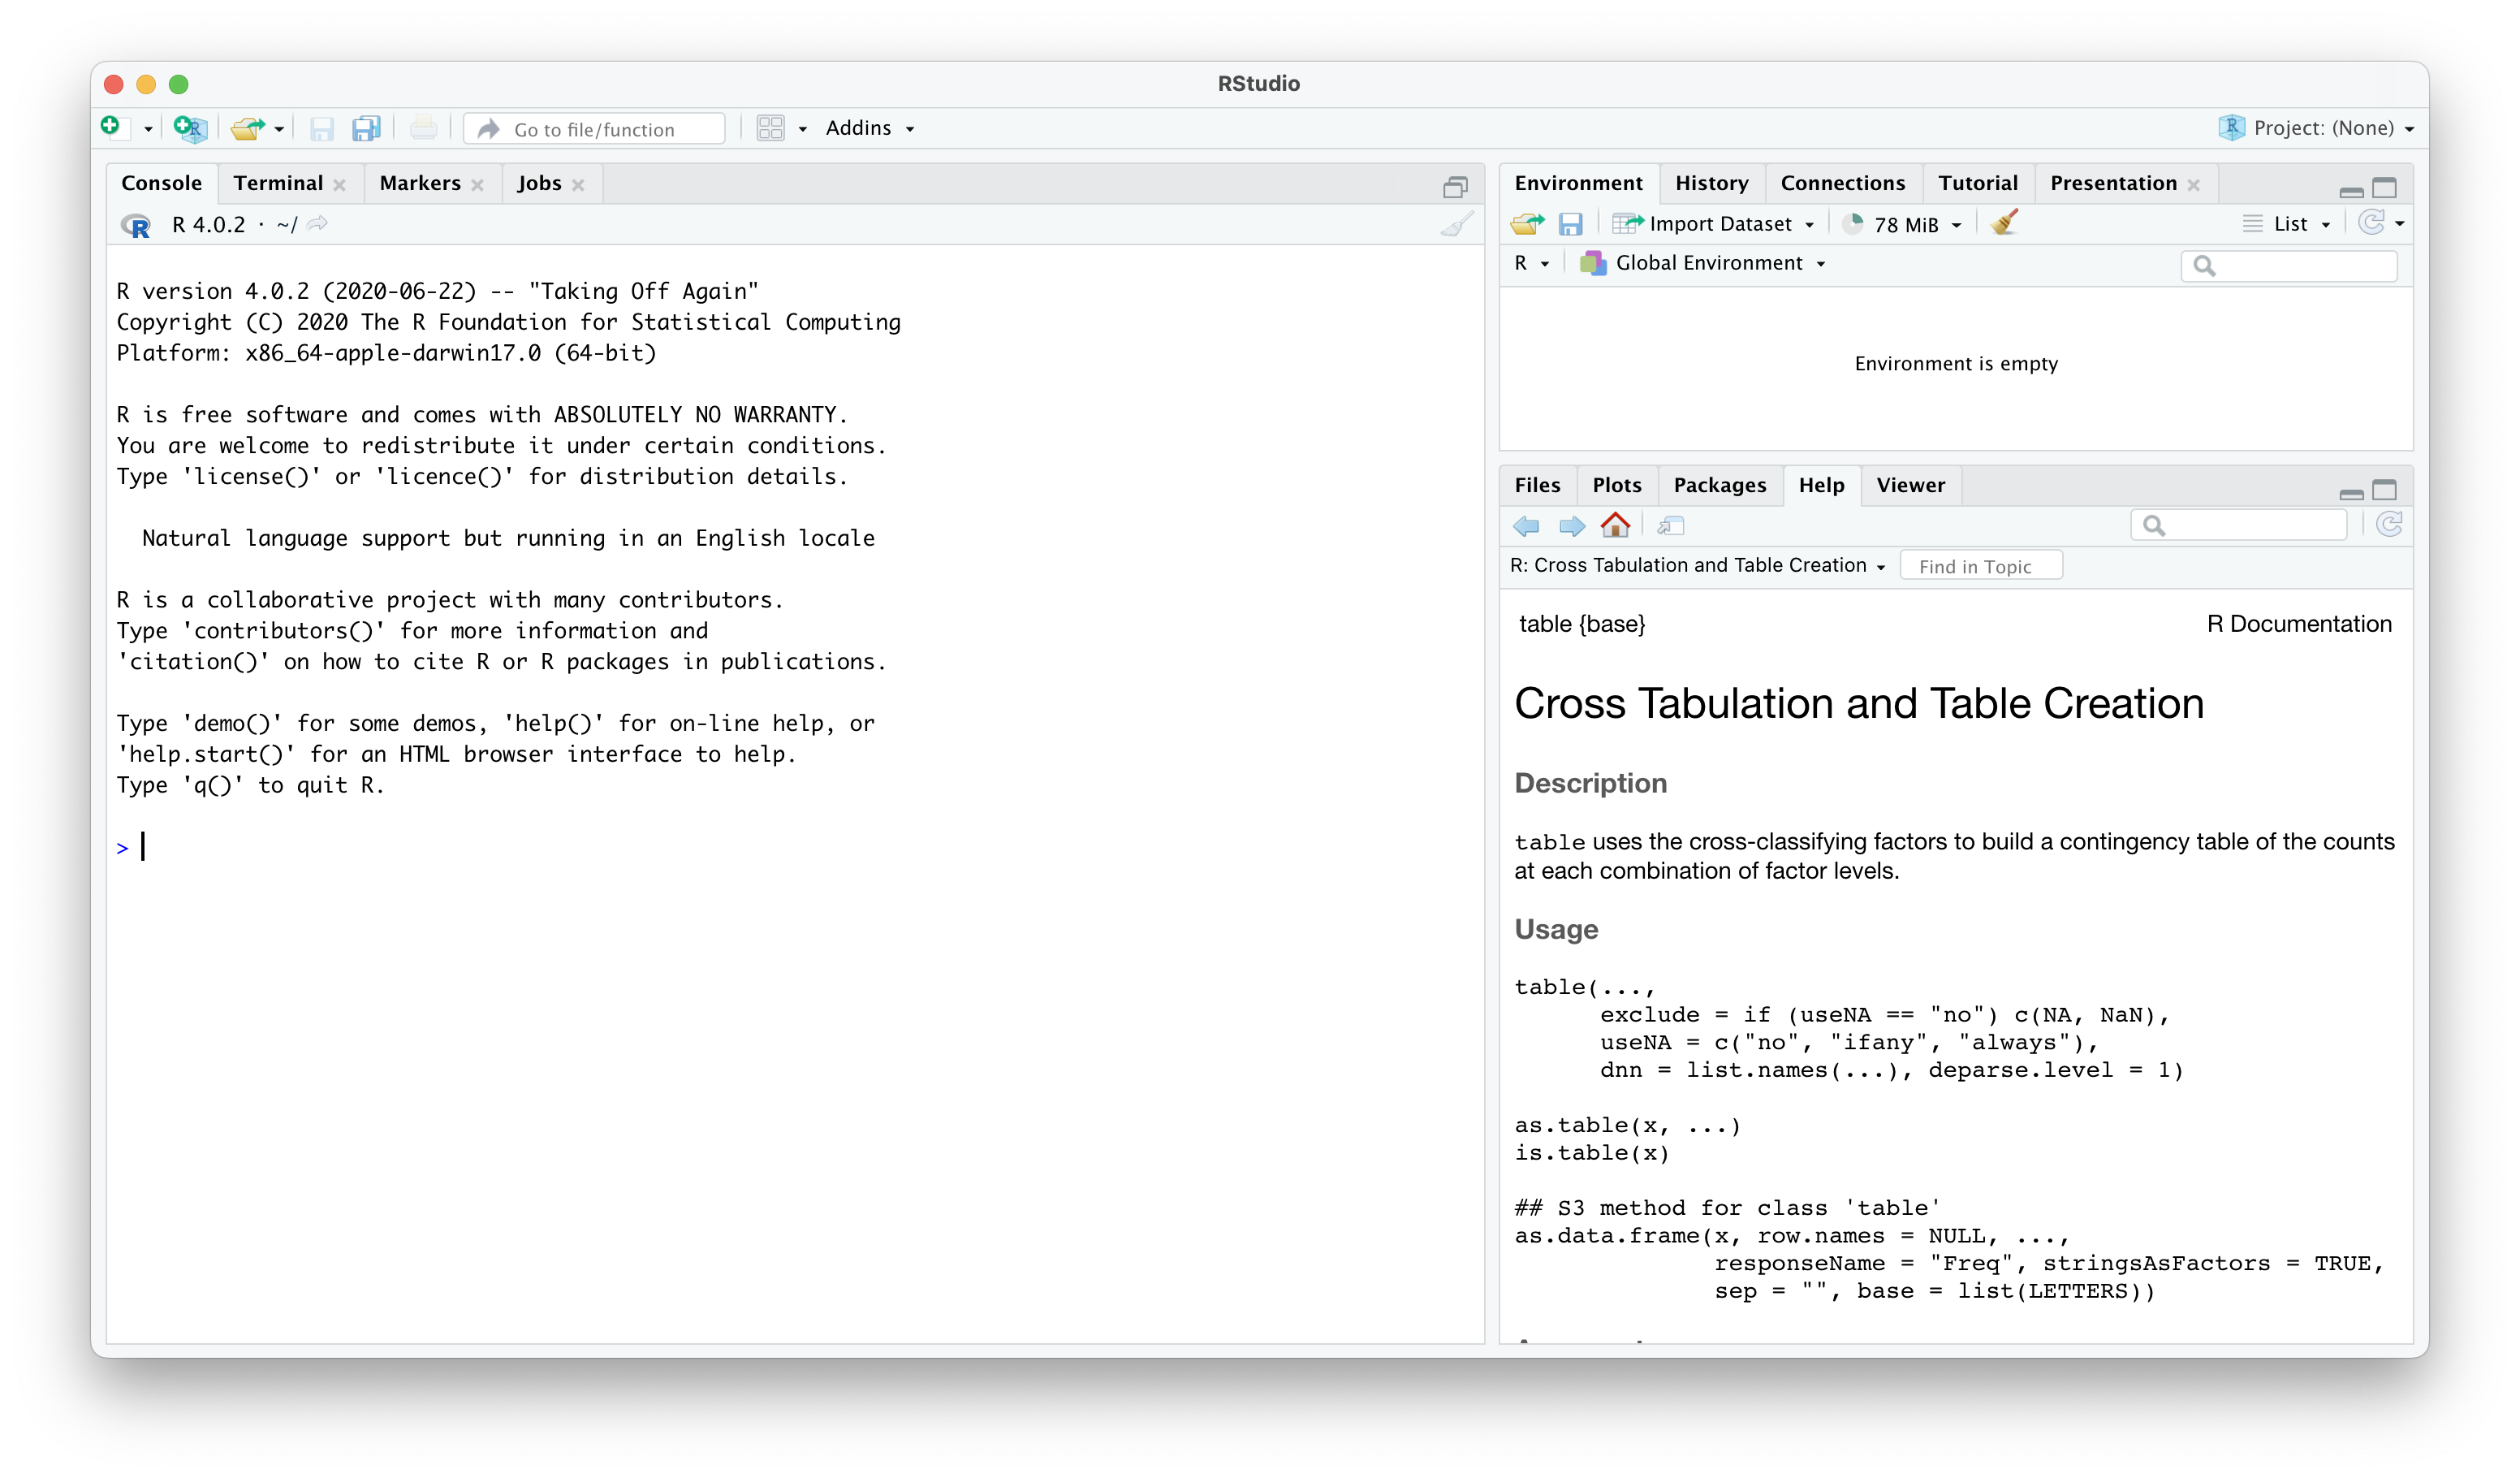 RStudio
Go to file/function
Addins
Project: (None)
Console Terminal Markers Jobs
R 4.0.2 · ~/
R version 4.0.2 (2020-06-22) -- "Taking Off Again"
Copyright (C) 2020 The R Foundation for Statistical Computing
Platform: x86_64-apple-darwin17.0 (64-bit)
R is free software and comes with ABSOLUTELY NO WARRANTY.
You are welcome to redistribute it under certain conditions.
Type 'license()' or 'licence()' for distribution details.
Natural language support but running in an English locale
R is a collaborative project with many contributors.
Type 'contributors()' for more information and
'citation()' on how to cite R or R packages in publications.
Type 'demo()' for some demos, 'help()' for on-line help, or
'help.start()' for an HTML browser interface to help.
Type 'q()' to quit R.
>
Environment History Connections Tutorial Presentation
Import Dataset 78 MiB List
R Global Environment
Environment is empty
Files Plots Packages Help Viewer
R: Cross Tabulation and Table Creation Find in Topic
table {base} R Documentation
Cross Tabulation and Table Creation
Description
table uses the cross-classifying factors to build a contingency table of the counts
at each combination of factor levels.
Usage
table(...,
exclude = if (useNA == "no") c(NA, NaN),
useNA = c("no", "ifany", "always"),
dnn = list.names(...), deparse.level = 1)
as.table(x, ...)
is.table(x)
## S3 method for class 'table'
as.data.frame(x, row.names = NULL, ...,
responseName = "Freq", stringsAsFactors = TRUE,
sep = "", base = list(LETTERS))